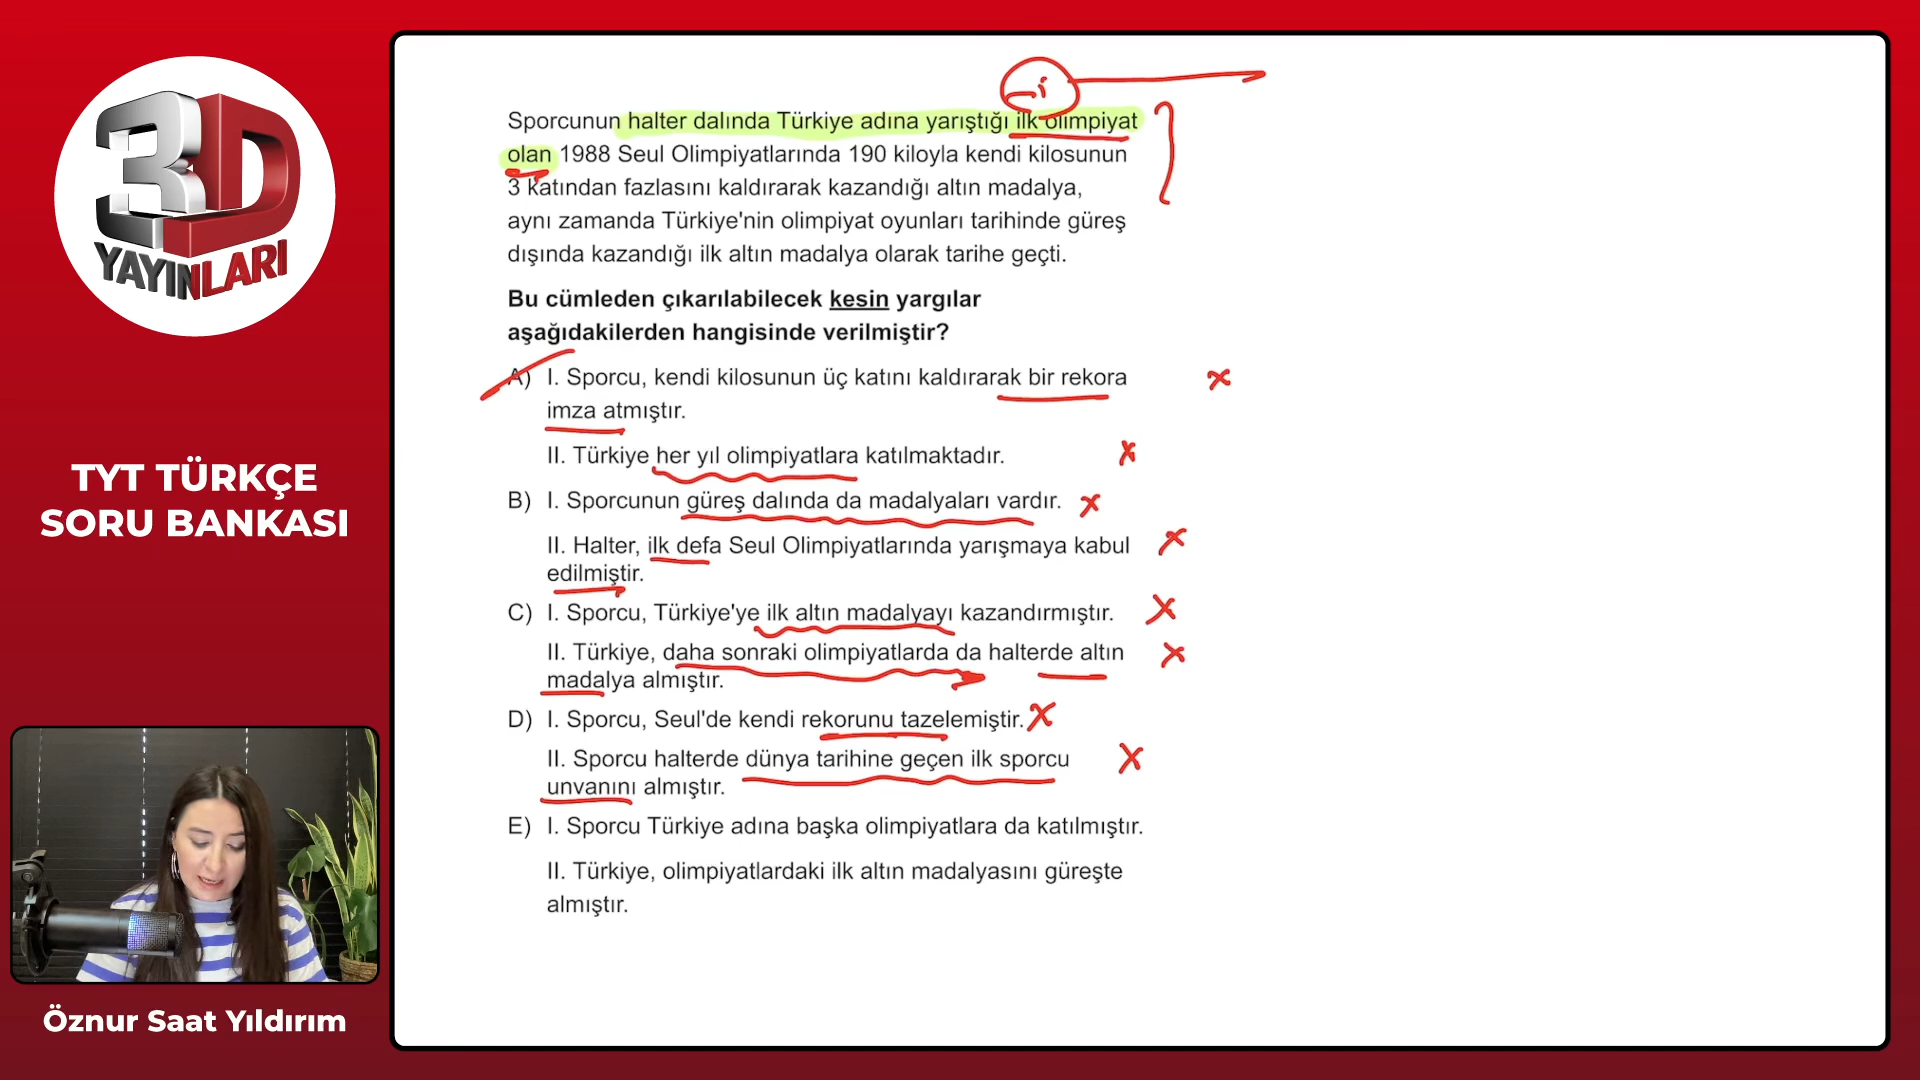 3D
YAYINLARI
TYT TÜRKÇE
SORU BANKASI
Öznur Saat Yıldırım
Sporcunun halter dalında Türkiye adına yarıştığı ilk olimpiyat
olan 1988 Seul Olimpiyatlarında 190 kiloyla kendi kilosunun
3 katından fazlasını kaldırarak kazandığı altın madalya,
aynı zamanda Türkiye'nin olimpiyat oyunları tarihinde güreş
dışında kazandığı ilk altın madalya olarak tarihe geçti.
Bu cümleden çıkarılabilecek kesin yargılar
aşağıdakilerden hangisinde verilmiştir?
A) I. Sporcu, kendi kilosunun üç katını kaldırarak bir rekora
imza atmıştır.
II. Türkiye her yıl olimpiyatlara katılmaktadır.
B) I. Sporcunun güreş dalında da madalyaları vardır.
II. Halter, ilk defa Seul Olimpiyatlarında yarışmaya kabul
edilmiştir.
C) I. Sporcu, Türkiye'ye ilk altın madalyayı kazandırmıştır.
II. Türkiye, daha sonraki olimpiyatlarda da halterde altın
madalya almıştır.
D) I. Sporcu, Seul'de kendi rekorunu tazelemiştir.
II. Sporcu halterde dünya tarihine geçen ilk sporcu
unvanını almıştır.
E) I. Sporcu Türkiye adına başka olimpiyatlara da katılmıştır.
II. Türkiye, olimpiyatlardaki ilk altın madalyasını güreşte
almıştır.